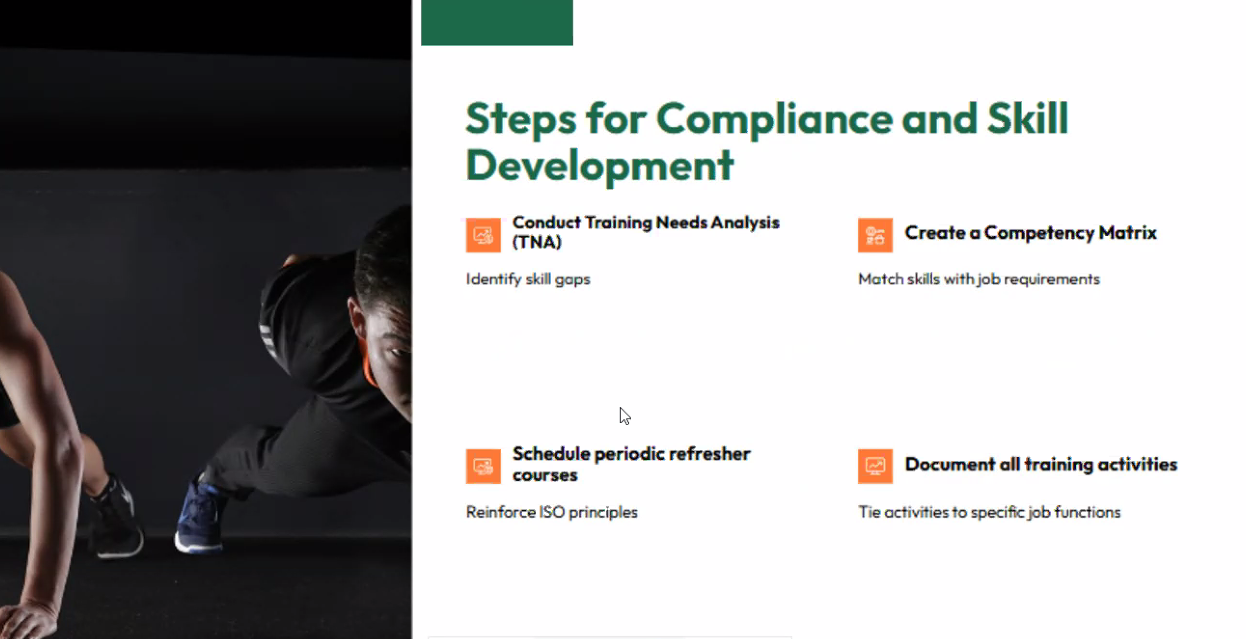 Steps for Compliance and Skill
Development
Conduct Training Needs Analysis
(TNA)
Identify skill gaps
Create a Competency Matrix
Match skills with job requirements
Schedule periodic refresher
courses
Reinforce ISO principles
Document all training activities
Tie activities to specific job functions